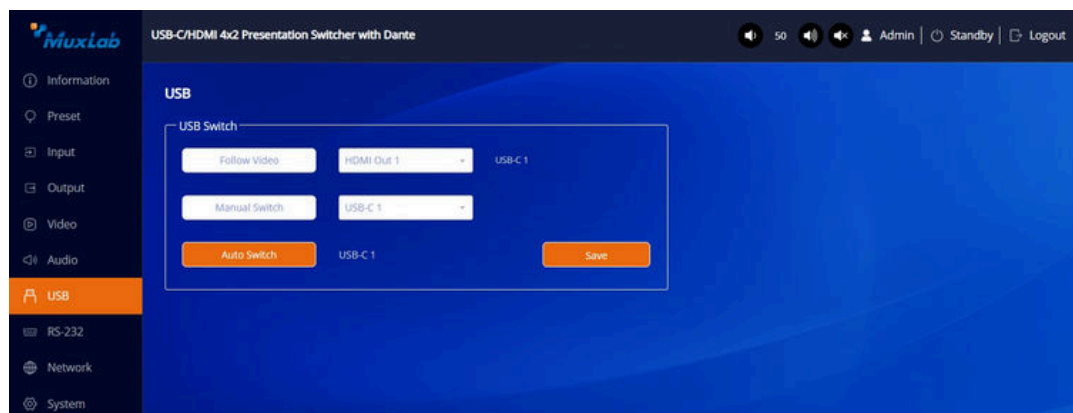 MuxLab
USB-C/HDMI 4x2 Presentation Switcher with Dante
50
Admin | Standby | Logout
Information
Preset
Input
Output
Video
Audio
USB
RS-232
Network
System
USB
USB Switch
Follow Video HDMI Out 1 USB-C 1
Manual Switch USB-C 1
Auto Switch USB-C 1 Save